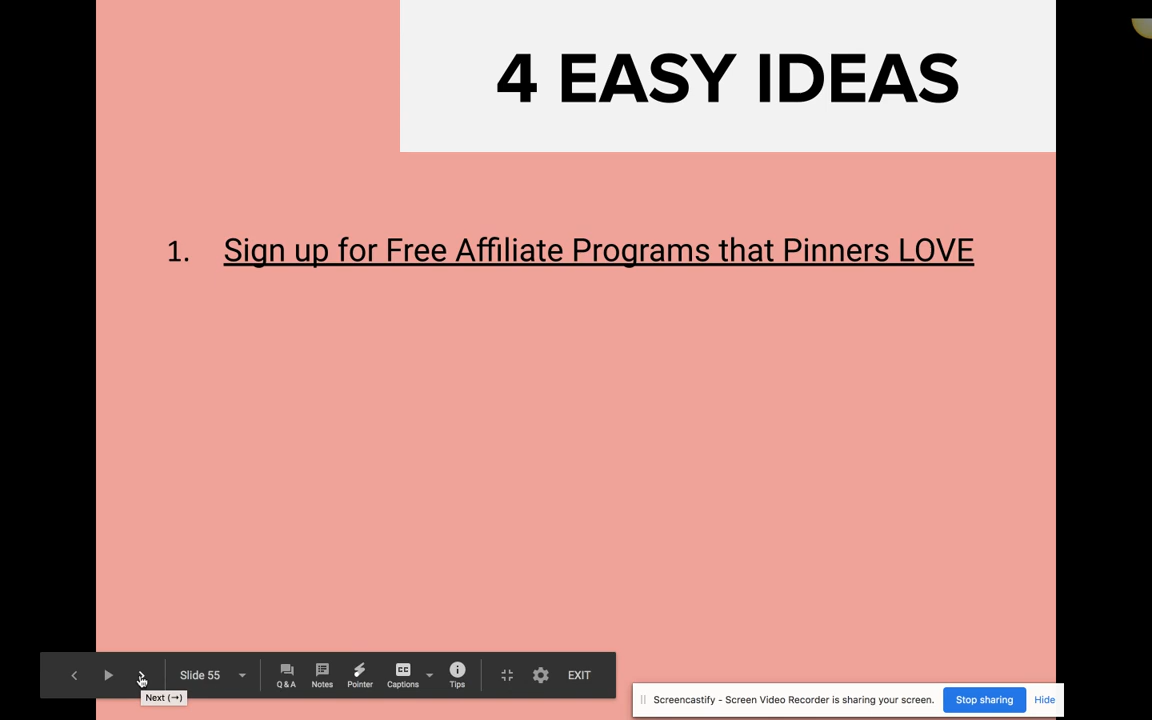 4 EASY IDEAS
1. Sign up for Free Affiliate Programs that Pinners LOVE
Slide 55
Q & A
Notes
Pointer
CC
Captions
Tips
EXIT
Next (→)
Screencastify - Screen Video Recorder is sharing your screen.
Stop sharing
Hide